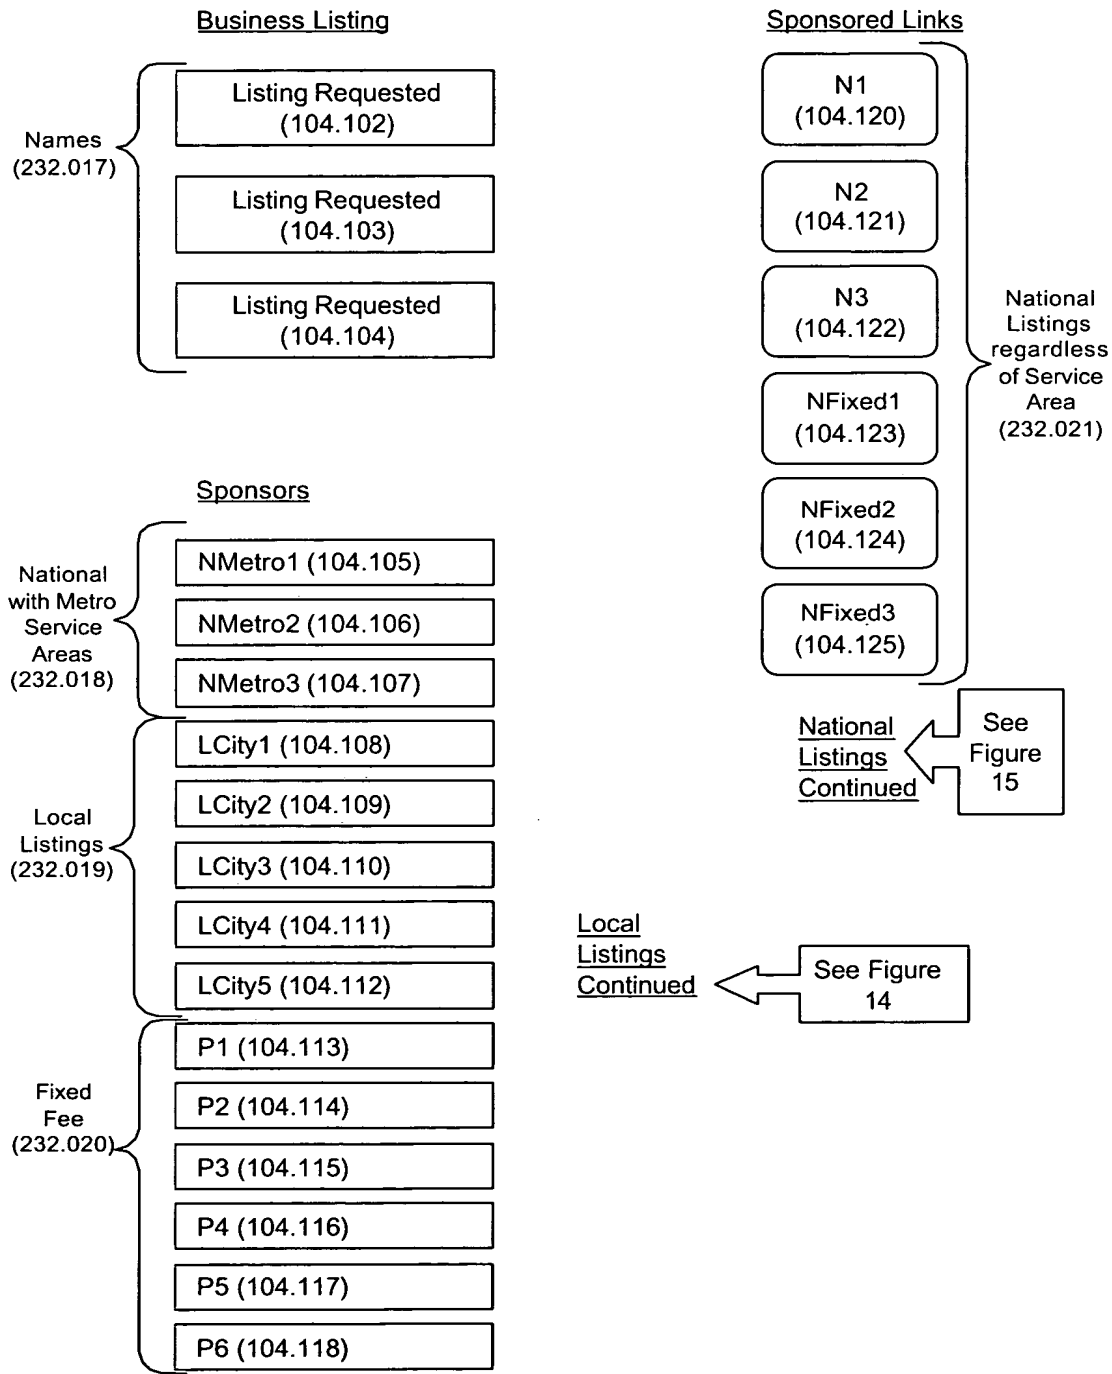 Business Listing
Names
(232.017)
Listing Requested
(104.102)
Listing Requested
(104.103)
Listing Requested
(104.104)
Sponsors
National
with Metro
Service
Areas
(232.018)
NMetro1 (104.105)
NMetro2 (104.106)
NMetro3 (104.107)
Local
Listings
(232.019)
LCity1 (104.108)
LCity2 (104.109)
LCity3 (104.110)
LCity4 (104.111)
LCity5 (104.112)
Fixed
Fee
(232.020)
P1 (104.113)
P2 (104.114)
P3 (104.115)
P4 (104.116)
P5 (104.117)
P6 (104.118)
Sponsored Links
N1
(104.120)
N2
(104.121)
N3
(104.122)
NFixed1
(104.123)
NFixed2
(104.124)
NFixed3
(104.125)
National
Listings
regardless
of Service
Area
(232.021)
National
Listings
Continued
See
Figure
15
Local
Listings
Continued
See Figure
14